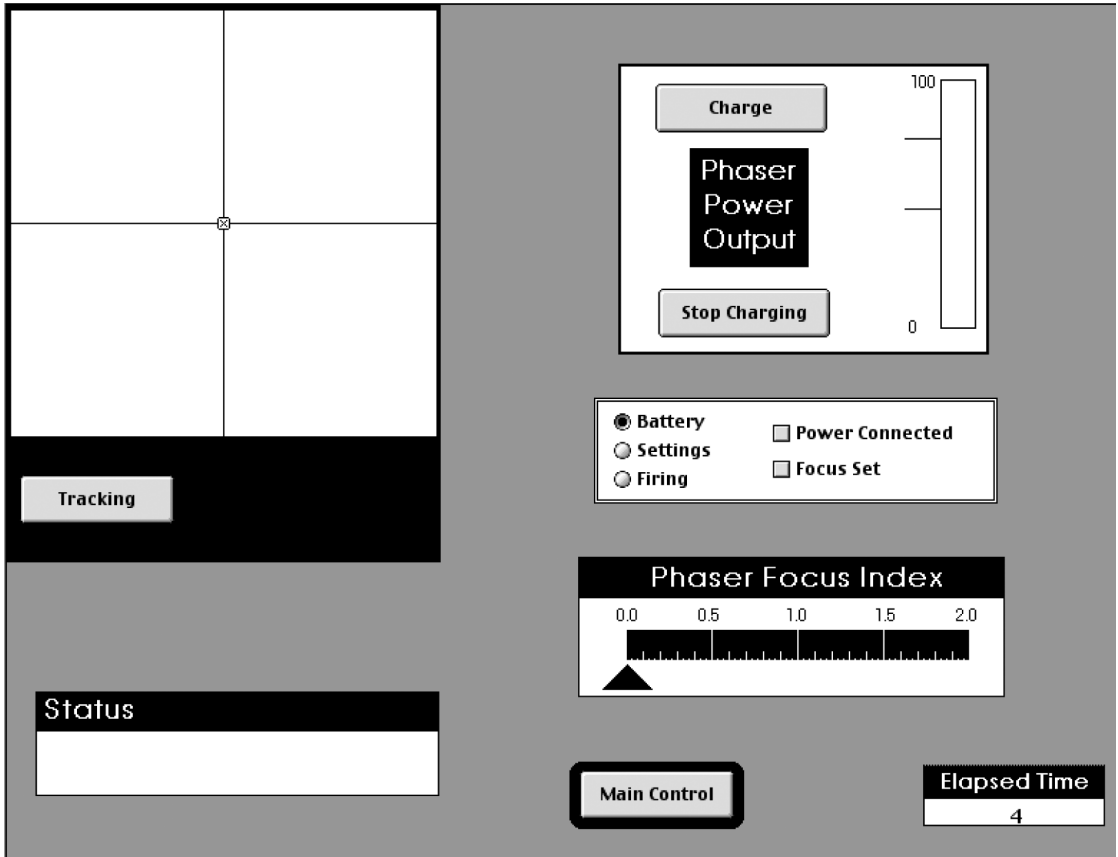 100
Charge
Phaser
Power
Output
Stop Charging
0
Battery
Power Connected
Settings
Focus Set
Firing
Tracking
Phaser Focus Index
0.0 0.5 1.0 1.5 2.0
Status
Main Control
Elapsed Time
4